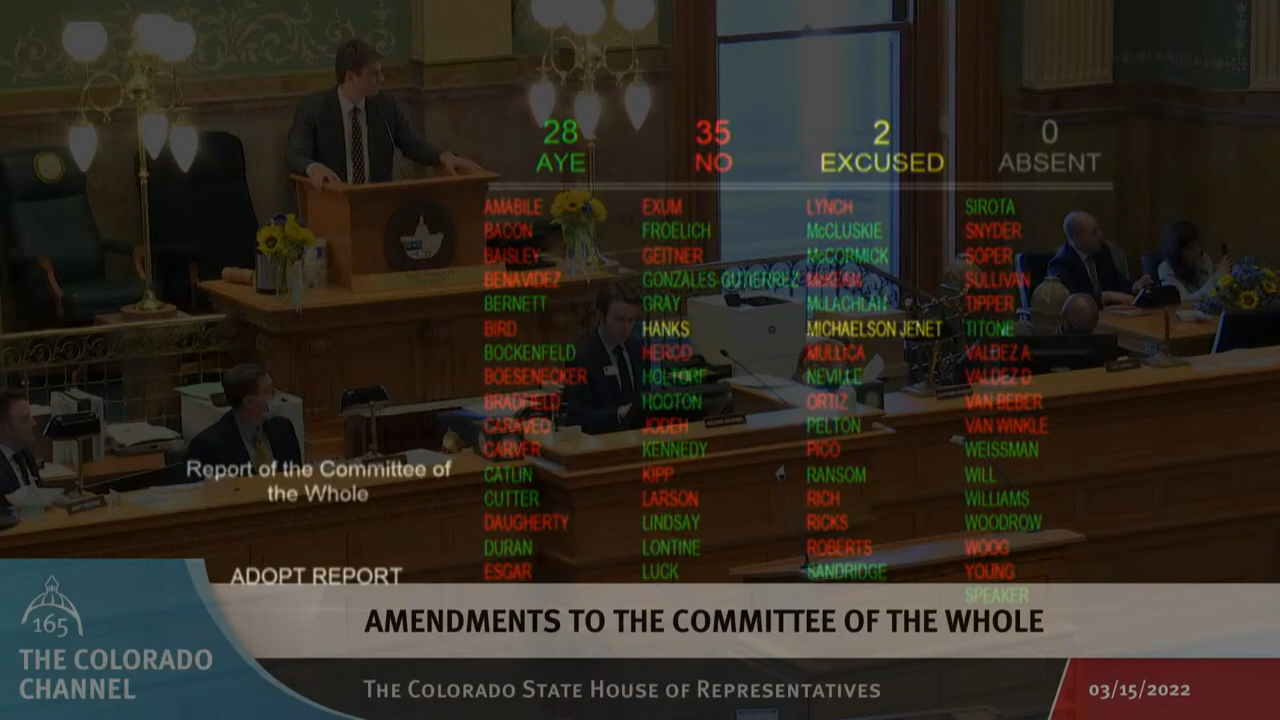 28 35 2 0
AYE NO EXCUSED ABSENT
AMABILE EXUM LYNCH SIROTA
BACON FROELICH McCLUSKIE SNYDER
BAISLEY GEITNER McCORMICK SOPER
BENAVIDEZ GONZALES-GUTIERREZ McKEAN SULLIVAN
BERNETT GRAY McLACHLAN TIPPER
BIRD HANKS MICHAELSON JENET TITONE
BOCKENFELD HEROD MULLICA VALDEZ A
BOESENECKER HOLTORF NEVILLE VALDEZ D
BRADFIELD HOOTON ORTIZ VAN BEBER
CARAVEO JODEH PELTON VAN WINKLE
CARVER KENNEDY PICO WEISSMAN
CATLIN KIPP RANSOM WILL
CUTTER LARSON RICH WILLIAMS
DAUGHERTY LINDSAY RICKS WOODROW
DURAN LONTINE ROBERTS WOOG
ESGAR LUCK SANDRIDGE YOUNG
SPEAKER
Report of the Committee of
the Whole
ADOPT REPORT
AMENDMENTS TO THE COMMITTEE OF THE WHOLE
165
THE COLORADO
CHANNEL
THE COLORADO STATE HOUSE OF REPRESENTATIVES
03/15/2022